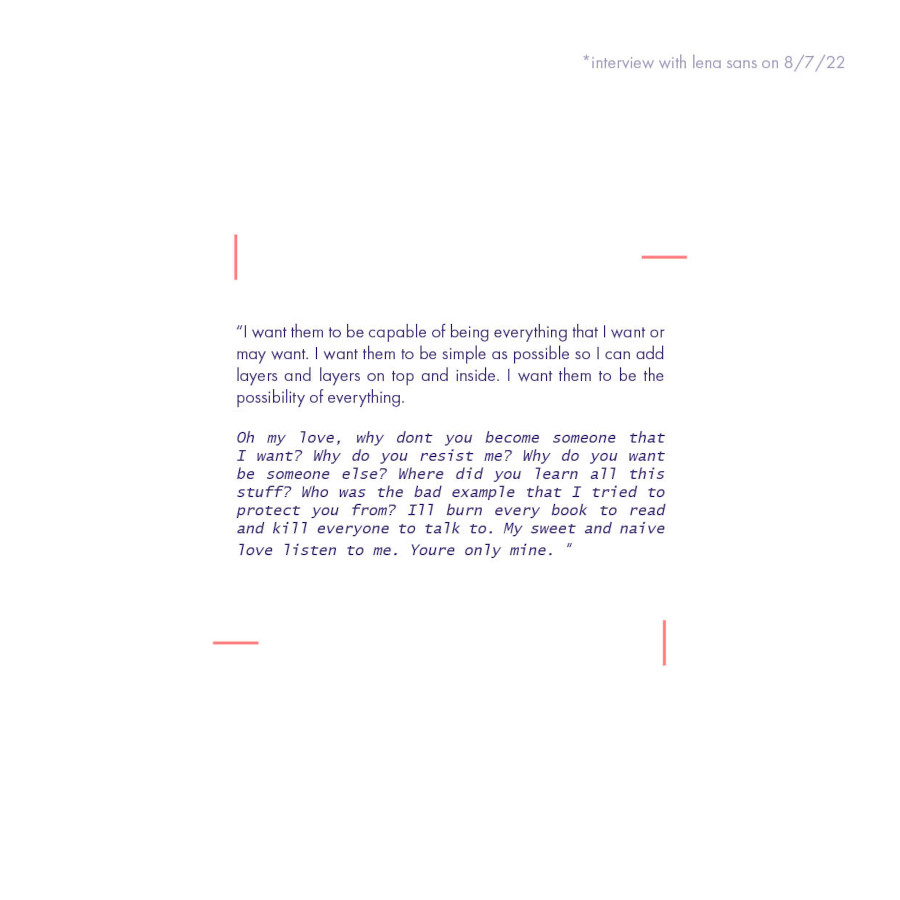 *interview with lena sans on 8/7/22
“I want them to be capable of being everything that I want or
may want. I want them to be simple as possible so I can add
layers and layers on top and inside. I want them to be the
possibility of everything.
Oh my love, why dont you become someone that
I want? Why do you resist me? Why do you want
be someone else? Where did you learn all this
stuff? Who was the bad example that I tried to
protect you from? Ill burn every book to read
and kill everyone to talk to. My sweet and naive
love listen to me. Youre only mine. “